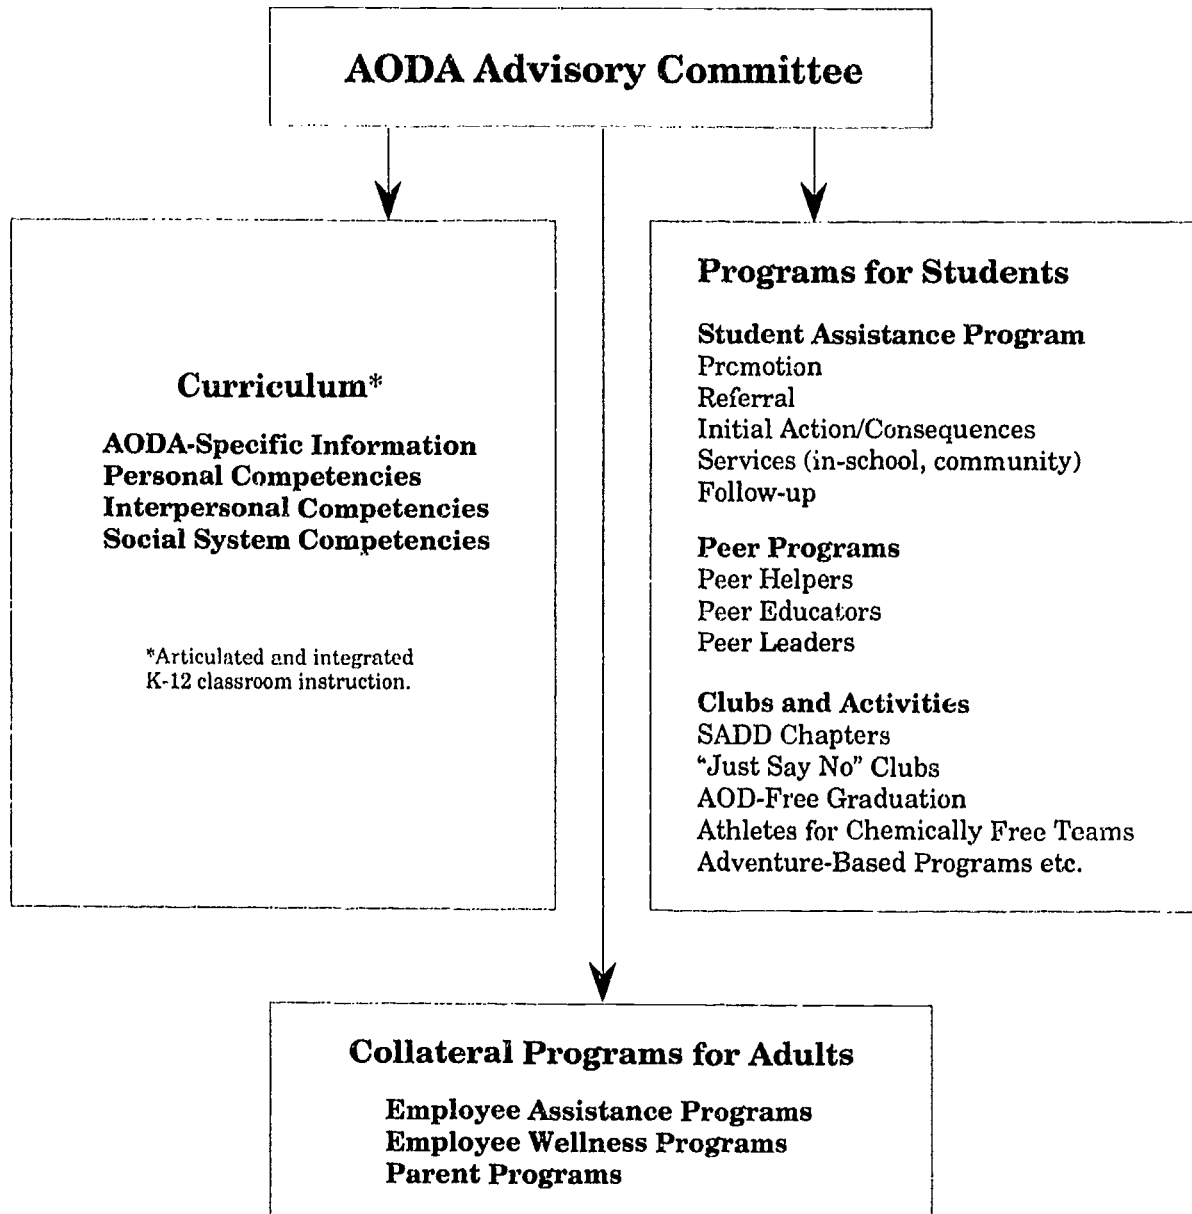 AODA Advisory Committee
Curriculum*
AODA-Specific Information
Personal Competencies
Interpersonal Competencies
Social System Competencies
*Articulated and integrated
K-12 classroom instruction.
Programs for Students
Student Assistance Program
Promotion
Referral
Initial Action/Consequences
Services (in-school, community)
Follow-up
Peer Programs
Peer Helpers
Peer Educators
Peer Leaders
Clubs and Activities
SADD Chapters
"Just Say No" Clubs
AOD-Free Graduation
Athletes for Chemically Free Teams
Adventure-Based Programs etc.
Collateral Programs for Adults
Employee Assistance Programs
Employee Wellness Programs
Parent Programs